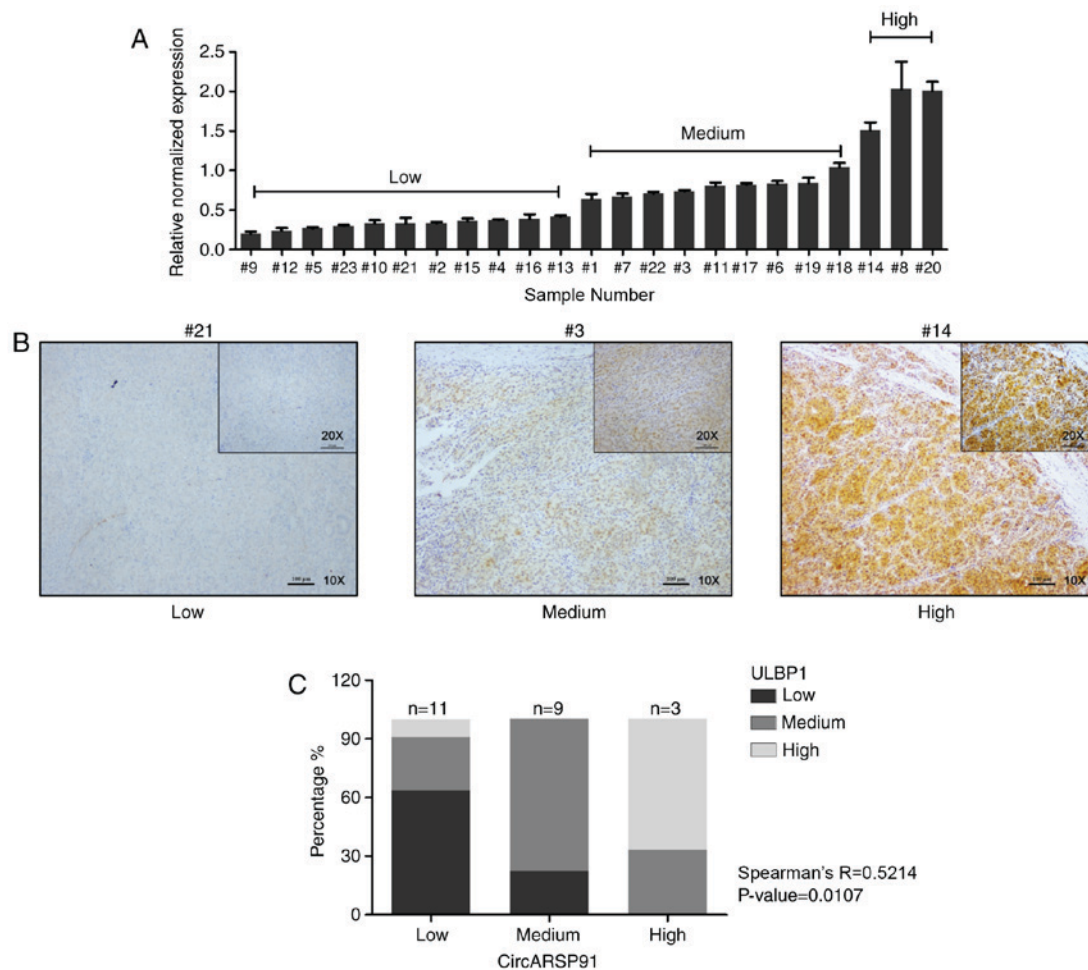 A
Relative normalized expression
2.5
2.0
1.5
1.0
0.5
0.0
Low
Medium
High
#9 #12 #5 #23 #10 #21 #2 #15 #4 #16 #13 #1 #7 #22 #3 #11 #17 #6 #19 #18 #14 #8 #20
Sample Number
B
#21 #3 #14
20X 20X 20X
10X 10X 10X
Low Medium High
C
Percentage %
120
90
60
30
0
n=11 n=9 n=3
Low Medium High
CircARSP91
ULBP1
Low
Medium
High
Spearman's R=0.5214
P-value=0.0107